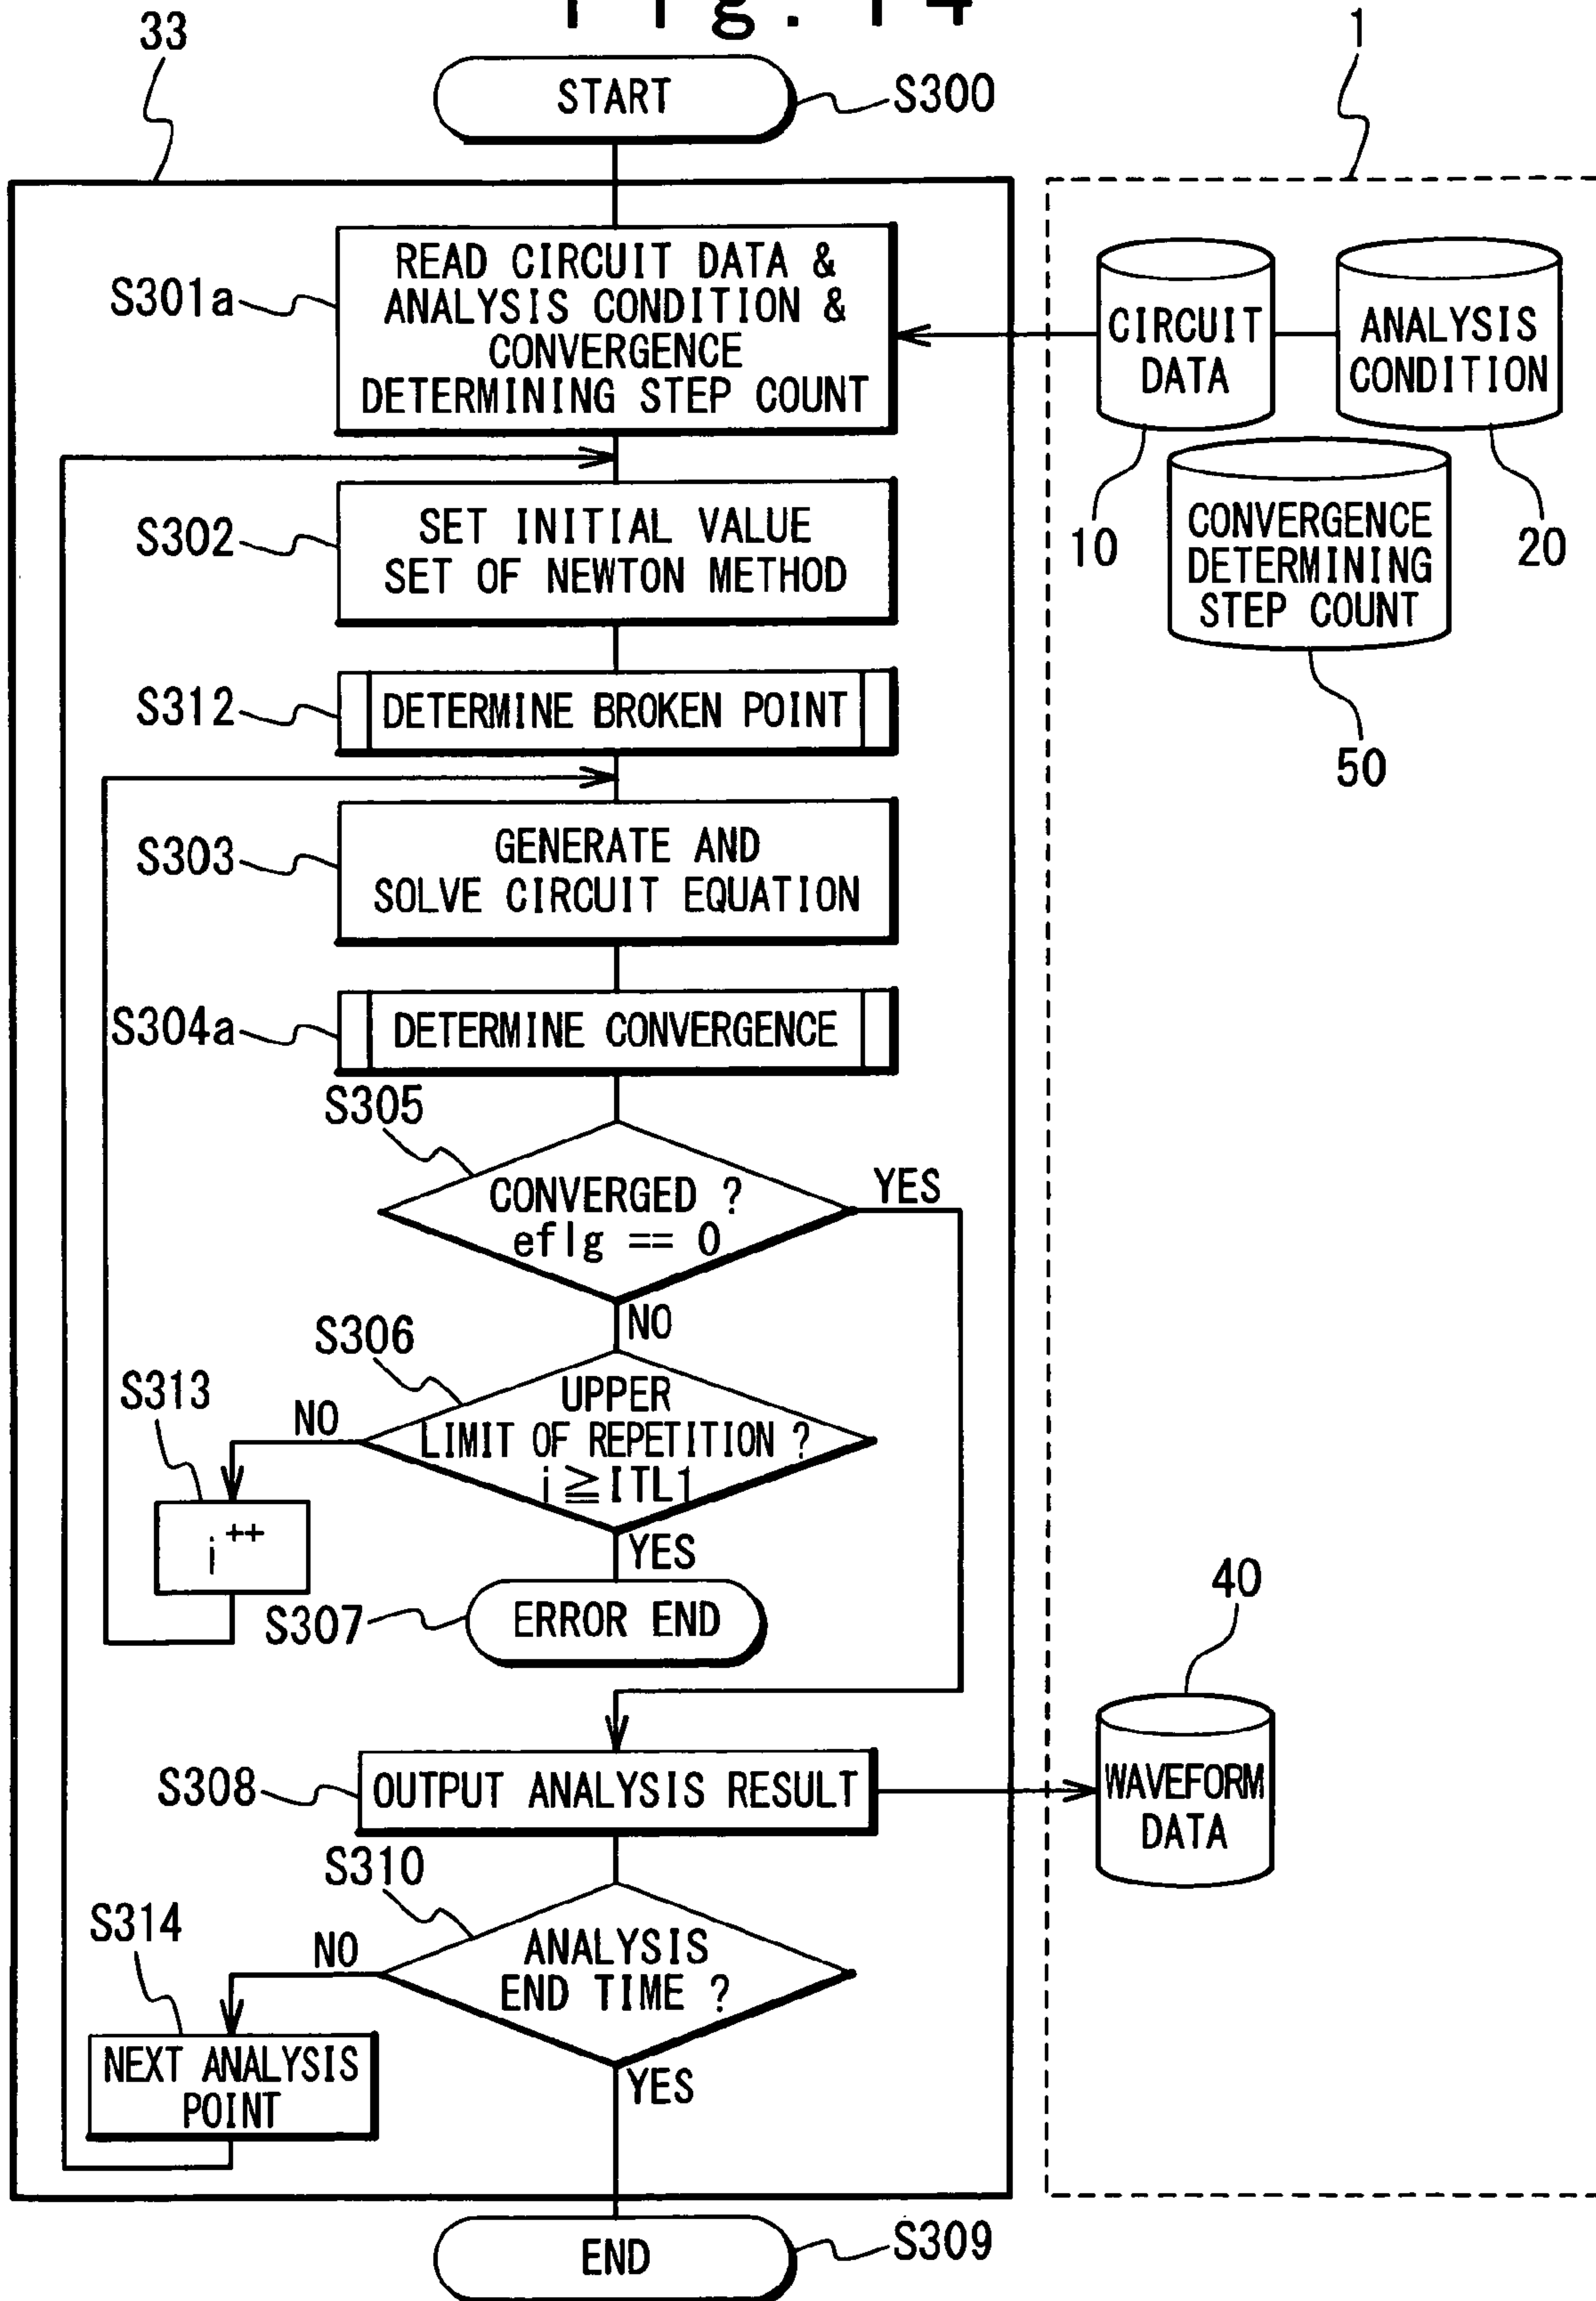 Fig. 14
33
1
START
S300
READ CIRCUIT DATA &
ANALYSIS CONDITION &
CONVERGENCE
DETERMINING STEP COUNT
S301a
CIRCUIT
DATA
ANALYSIS
CONDITION
10
20
CONVERGENCE
DETERMINING
STEP COUNT
50
S302
SET INITIAL VALUE
SET OF NEWTON METHOD
S312
DETERMINE BROKEN POINT
S303
GENERATE AND
SOLVE CIRCUIT EQUATION
S304a
DETERMINE CONVERGENCE
S305
CONVERGED ?
eflg == 0
YES
NO
S306
UPPER
LIMIT OF REPETITION ?
i ≧ ITL1
NO
S313
i++
YES
S307
ERROR END
40
WAVEFORM
DATA
S308
OUTPUT ANALYSIS RESULT
S310
ANALYSIS
END TIME ?
NO
S314
NEXT ANALYSIS
POINT
YES
END
S309